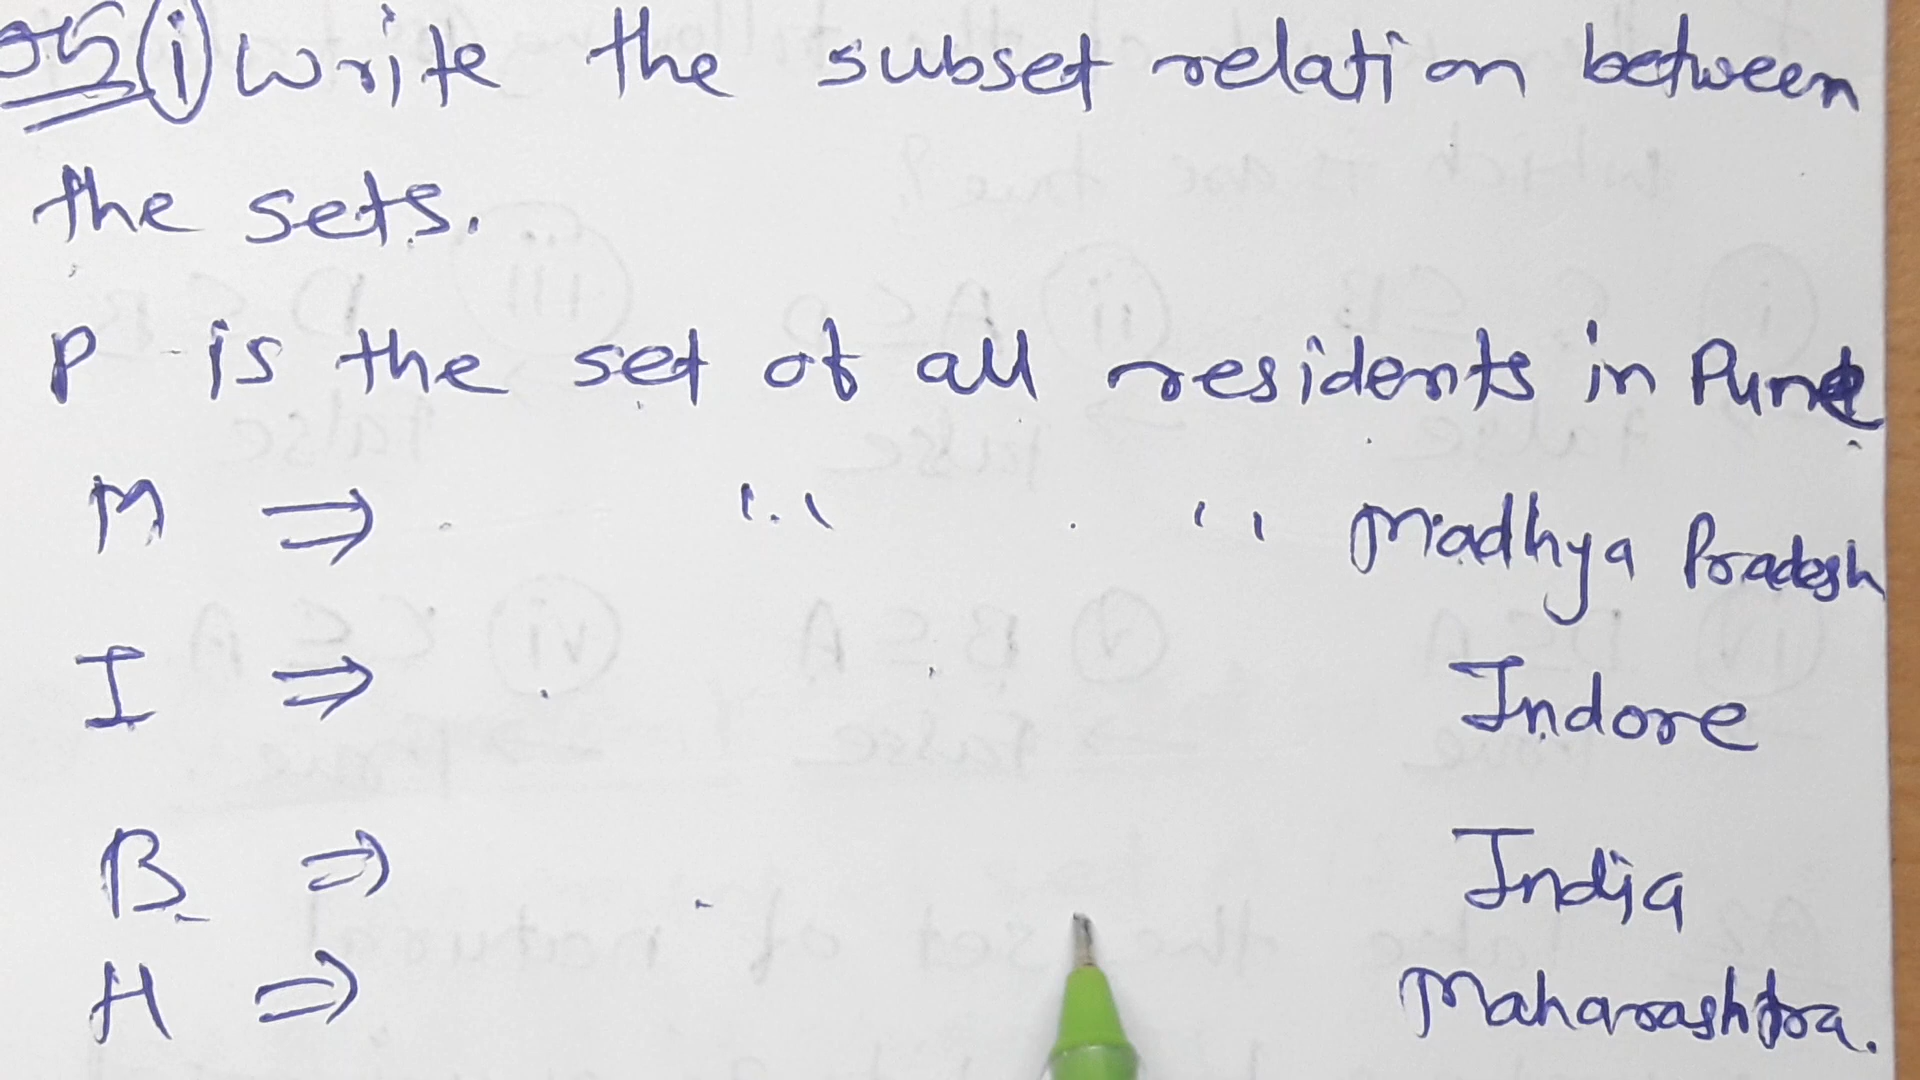 (i) Write the subset relation between
the sets.
P is the set of all residents in Pune
M ⇒ " " Madhya Pradesh
I ⇒ Indore
B ⇒ India
H ⇒ Maharashtra.